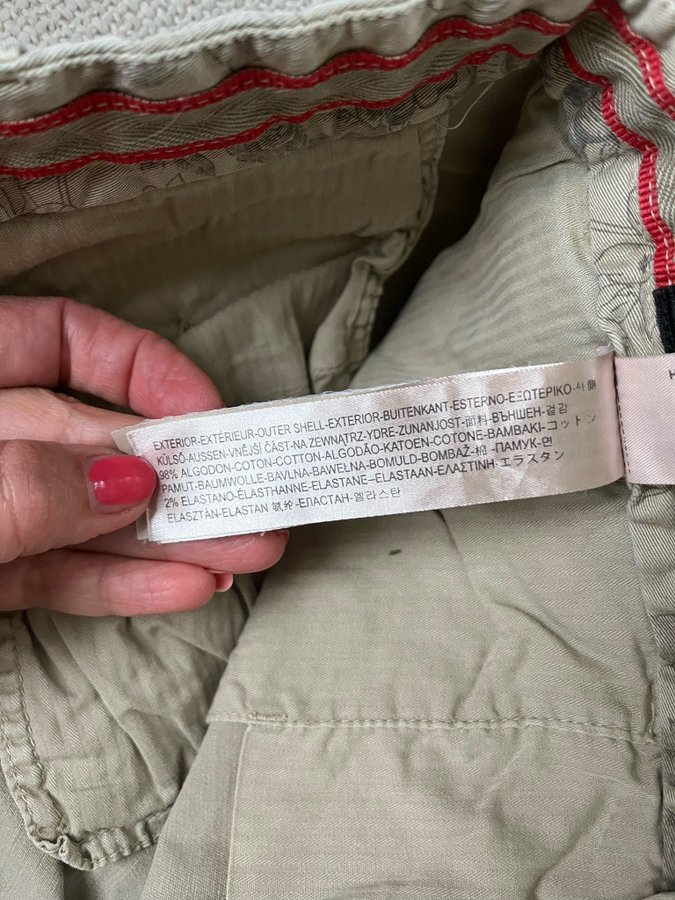 EXTERIOR-EXTÉRIEUR-OUTER SHELL-EXTERIOR-BUITENKANT-ESTERNO-ΕΞΩΤΕΡΙΚΟ-外側
KÜLSŐ-AUSSEN-VNĚJŠÍ ČÁST-NA ZEWNĄTRZ-YDRE-ZUNANJOST-面料-ВЪНШЕН-겉감
98% ALGODON-COTON-COTTON-ALGODÃO-KATOEN-COTONE-BAMBAKI-コットン
PAMUT-BAUMWOLLE-BAVLNA-BAWEŁNA-BOMULD-BOMBAŽ-棉-ПАМУК-면
2% ELASTANO-ÉLASTHANNE-ELASTANE-ELASTAAN-ΕΛΑΣΤΙΝΗ-エラスタン
ELASZTÁN-ELASTAN 氨纶-ЕЛАСТАН-엘라스탄